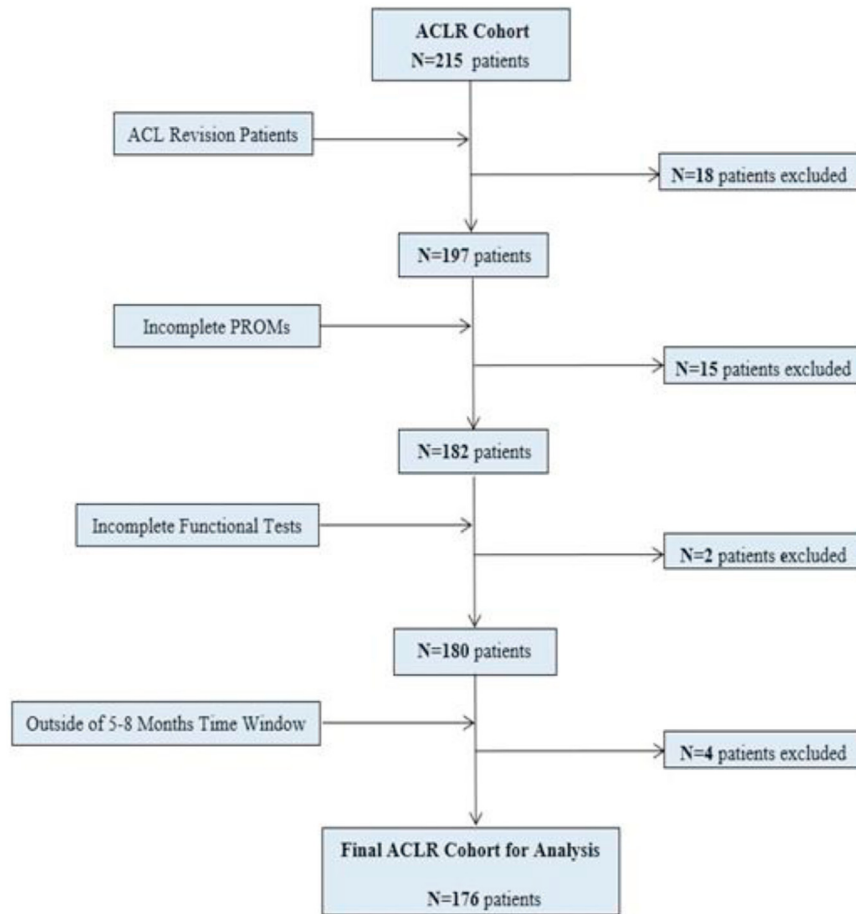 ACLR Cohort
N=215 patients
ACL Revision Patients
N=18 patients excluded
N=197 patients
Incomplete PROMs
N=15 patients excluded
N=182 patients
Incomplete Functional Tests
N=2 patients excluded
N=180 patients
Outside of 5-8 Months Time Window
N=4 patients excluded
Final ACLR Cohort for Analysis
N=176 patients